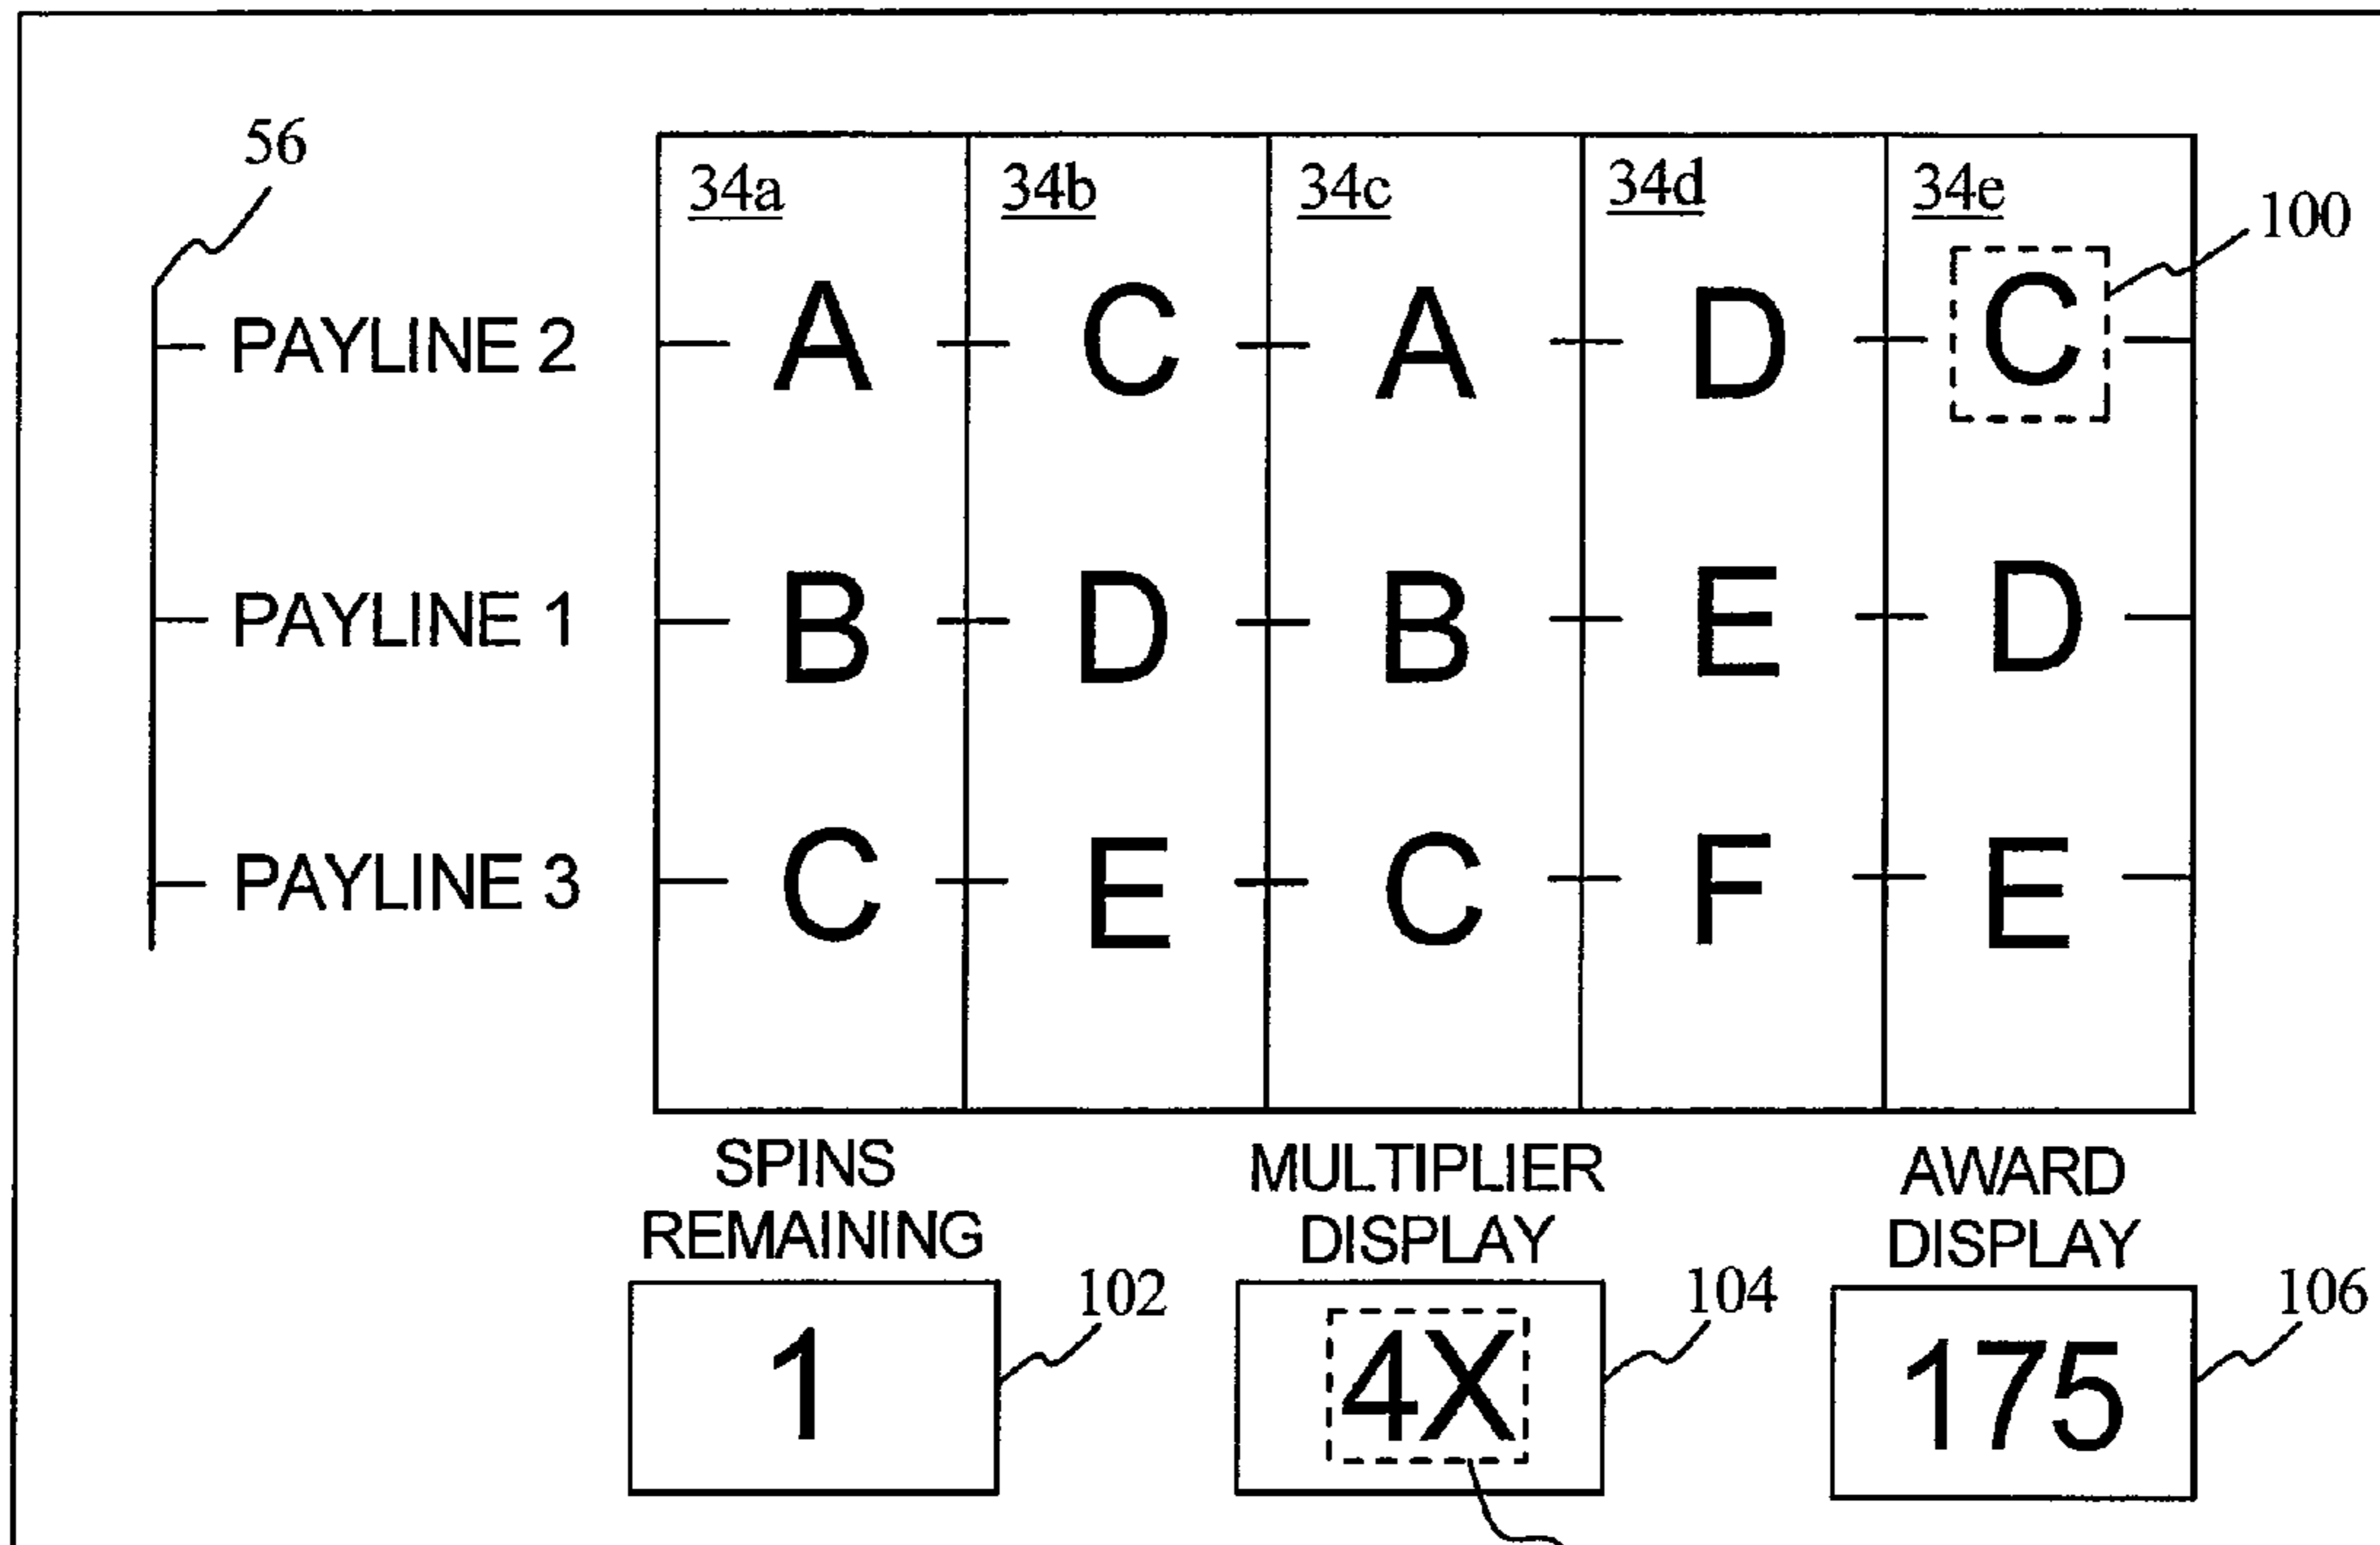 56
34a 34b 34c 34d 34e
100
PAYLINE 2 A C A D C
PAYLINE 1 B D B E D
PAYLINE 3 C E C F E
SPINS REMAINING
MULTIPLIER DISPLAY
AWARD DISPLAY
1 102
4X 104
175 106